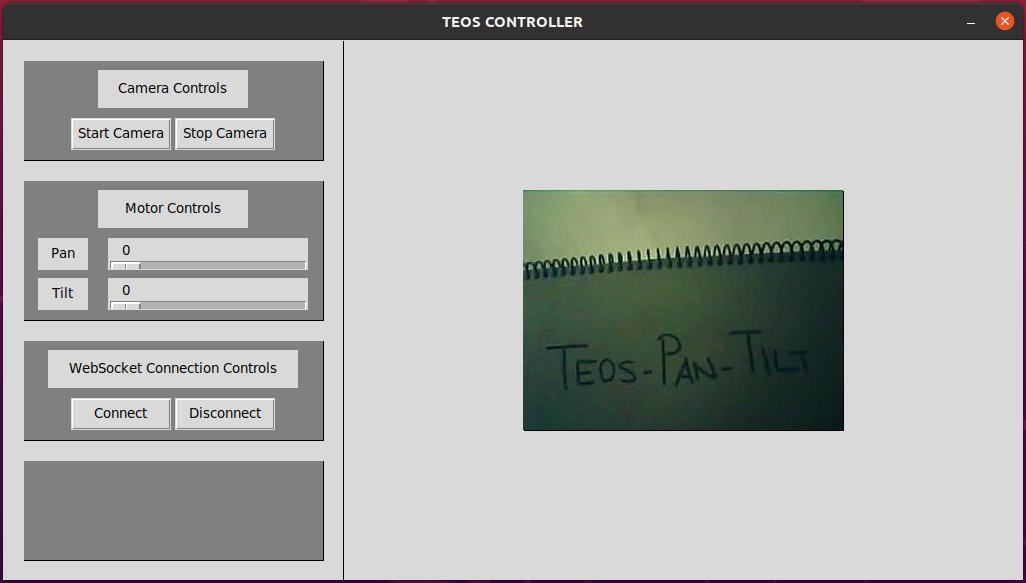 TEOS CONTROLLER
Camera Controls
Start Camera Stop Camera
Motor Controls
Pan 0
Tilt 0
WebSocket Connection Controls
Connect Disconnect
TEOS-PAN-TILT